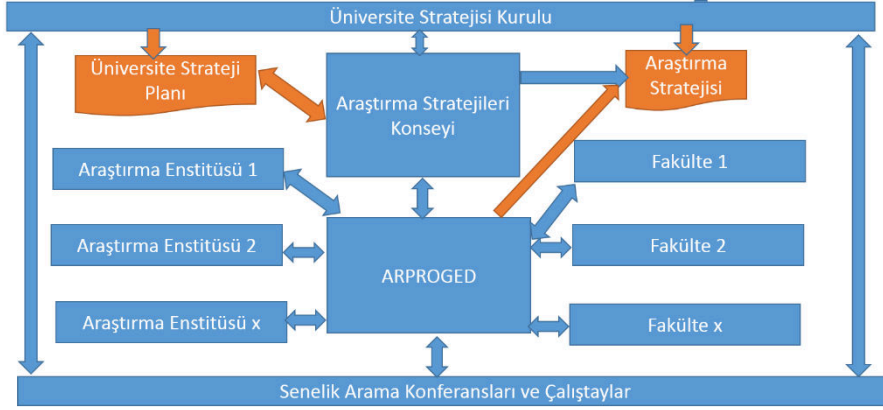 Üniversite Stratejisi Kurulu
Üniversite Strateji
Planı
Araştırma Stratejileri
Konseyi
Araştırma
Stratejisi
Araştırma Enstitüsü 1
Fakülte 1
Araştırma Enstitüsü 2
ARPROGED
Fakülte 2
Araştırma Enstitüsü x
Fakülte x
Senelik Arama Konferansları ve Çalıştaylar